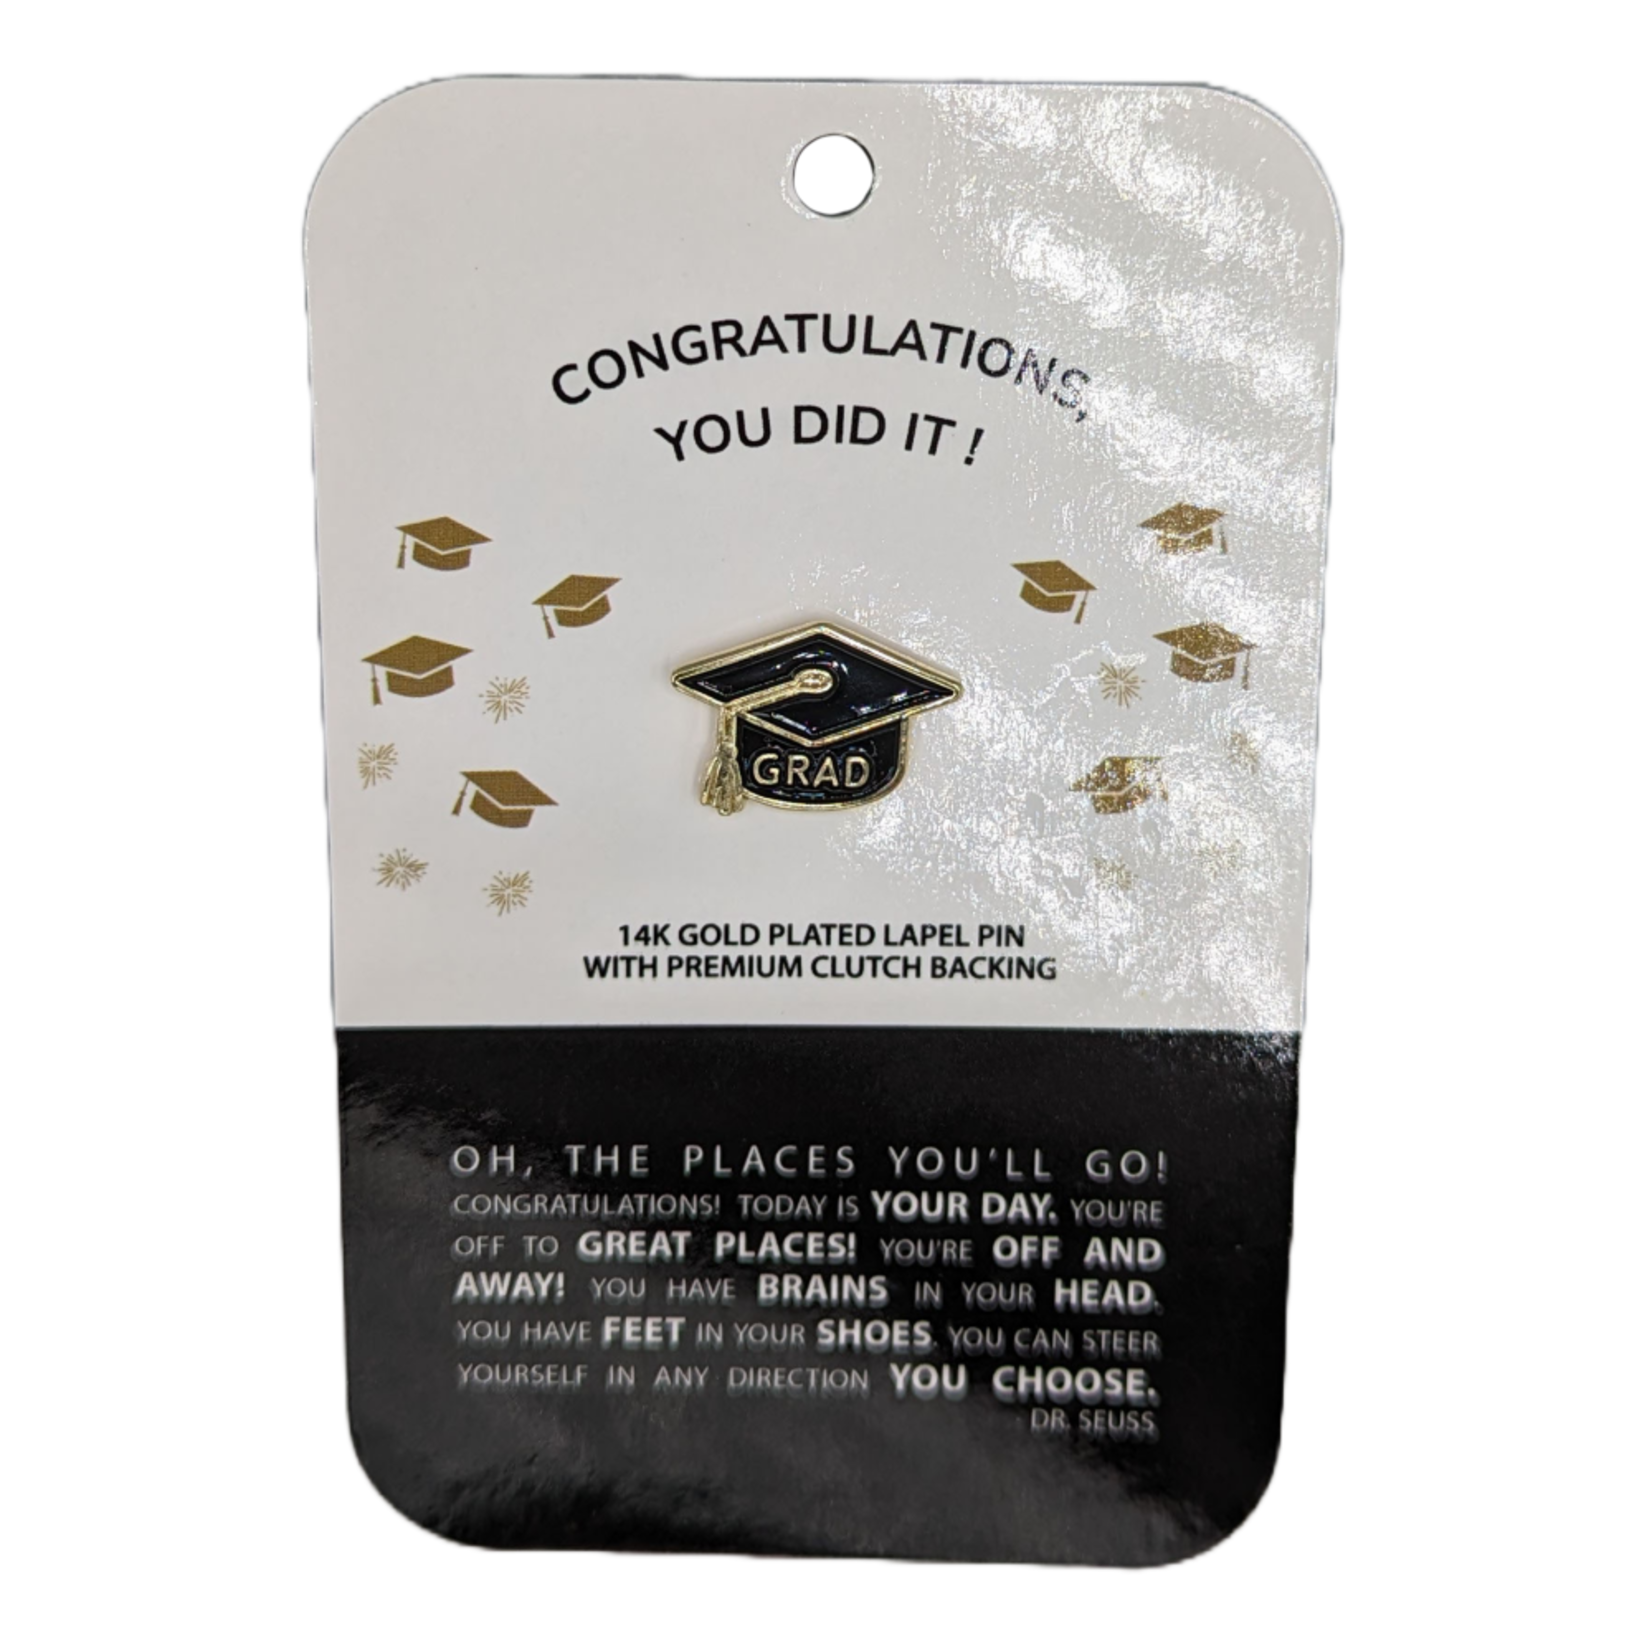 CONGRATULATIONS,
YOU DID IT !
GRAD
14K GOLD PLATED LAPEL PIN
WITH PREMIUM CLUTCH BACKING
OH, THE PLACES YOU'LL GO!
CONGRATULATIONS! TODAY IS YOUR DAY. YOU'RE
OFF TO GREAT PLACES! YOU'RE OFF AND
AWAY! YOU HAVE BRAINS IN YOUR HEAD.
YOU HAVE FEET IN YOUR SHOES. YOU CAN STEER
YOURSELF IN ANY DIRECTION YOU CHOOSE.
DR. SEUSS